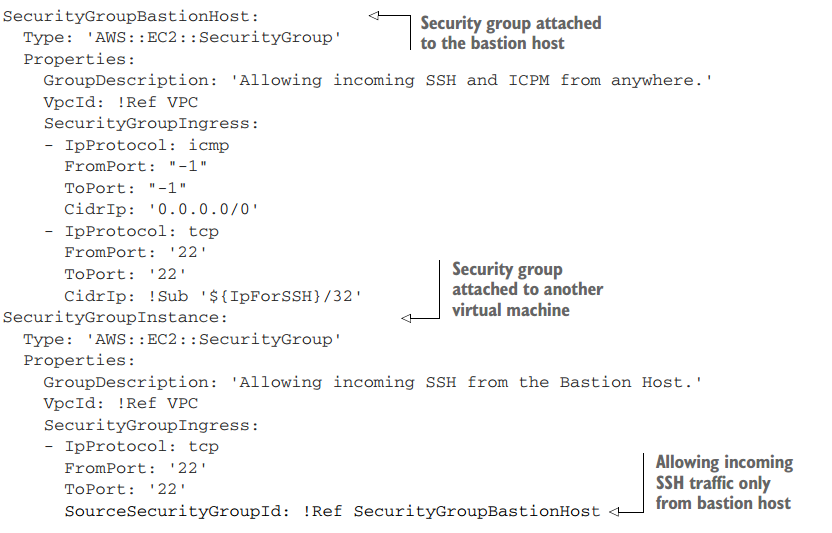 SecurityGroupBastionHost:
Security group attached
to the bastion host
  Type: 'AWS::EC2::SecurityGroup'
  Properties:
    GroupDescription: 'Allowing incoming SSH and ICPM from anywhere.'
    VpcId: !Ref VPC
    SecurityGroupIngress:
    - IpProtocol: icmp
      FromPort: "-1"
      ToPort: "-1"
      CidrIp: '0.0.0.0/0'
    - IpProtocol: tcp
      FromPort: '22'
      ToPort: '22'
      CidrIp: !Sub '${IpForSSH}/32'
Security group
attached to another
virtual machine
SecurityGroupInstance:
  Type: 'AWS::EC2::SecurityGroup'
  Properties:
    GroupDescription: 'Allowing incoming SSH from the Bastion Host.'
    VpcId: !Ref VPC
    SecurityGroupIngress:
    - IpProtocol: tcp
      FromPort: '22'
      ToPort: '22'
      SourceSecurityGroupId: !Ref SecurityGroupBastionHost
Allowing incoming
SSH traffic only
from bastion host